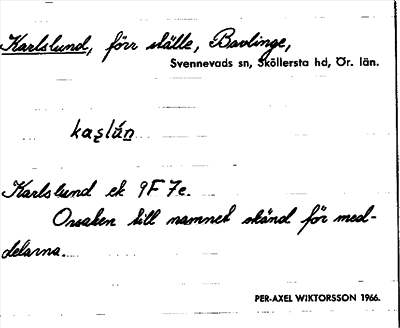 Karlslund, förr ställe, Bavlinge,
Svennevads sn, Sköllersta hd, Ör. län.
Karlslund ek 9F 7e.
Orsaken till namnet okänd för med-
delarna.
PER-AXEL WIKTORSSON 1966.